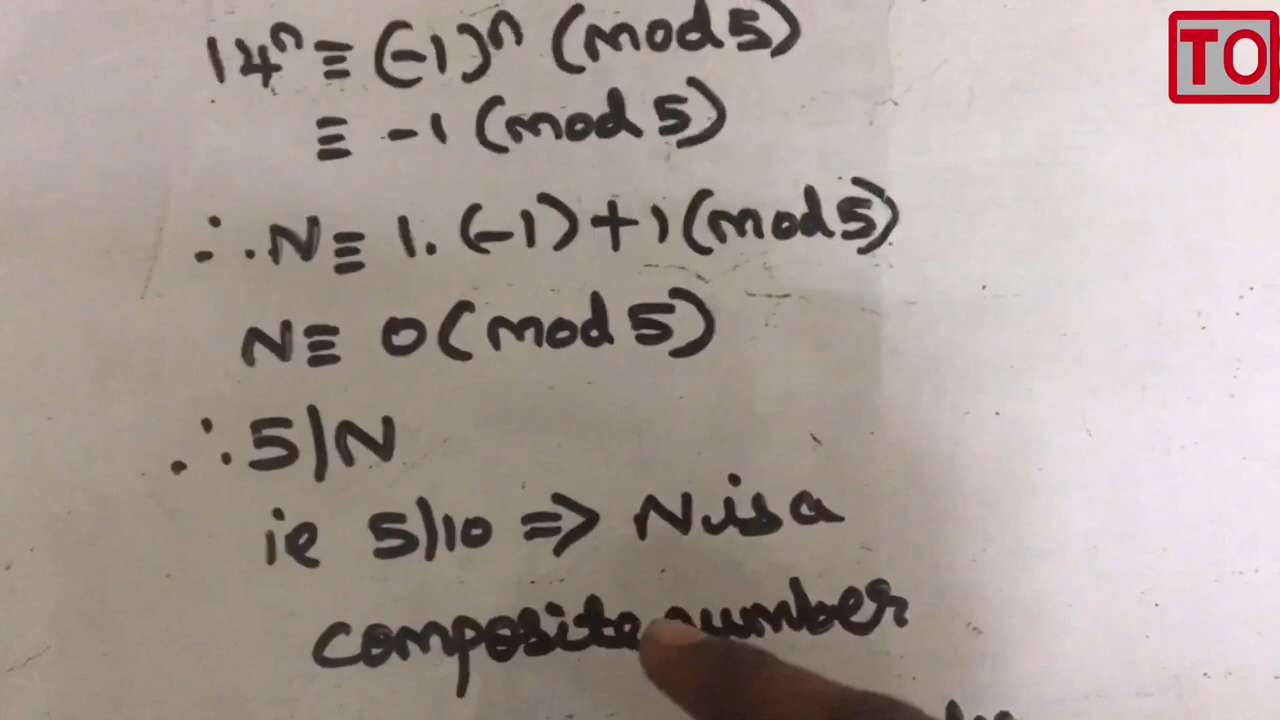 14ⁿ ≡ (-1)ⁿ (mod 5)
≡ -1 (mod 5)
∴ N ≡ 1. (-1) + 1 (mod 5)
N ≡ 0 (mod 5)
∴ 5|N
ie 5/10 => N is a
composite number
TO